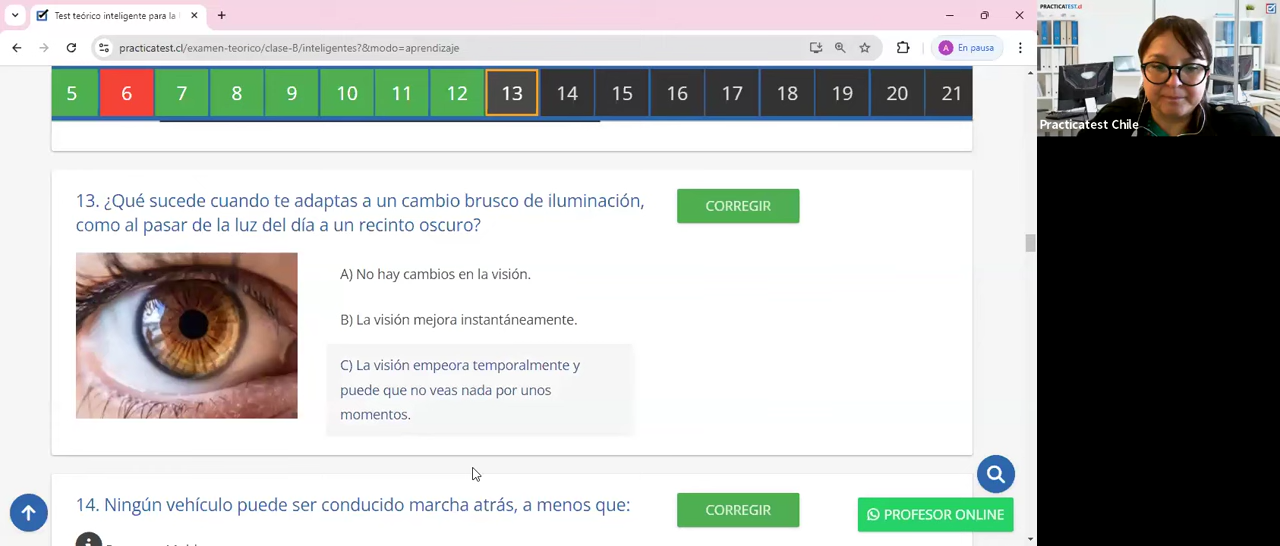 Test teórico inteligente para la
practicatest.cl/examen-teorico/clase-B/inteligentes?&modo=aprendizaje
A
En pausa
PRACTICATEST.cl
Practicatest Chile
5 6 7 8 9 10 11 12 13 14 15 16 17 18 19 20 21
13. ¿Qué sucede cuando te adaptas a un cambio brusco de iluminación,
como al pasar de la luz del día a un recinto oscuro?
CORREGIR
A) No hay cambios en la visión.
B) La visión mejora instantáneamente.
C) La visión empeora temporalmente y
puede que no veas nada por unos
momentos.
14. Ningún vehículo puede ser conducido marcha atrás, a menos que:
CORREGIR
PROFESOR ONLINE